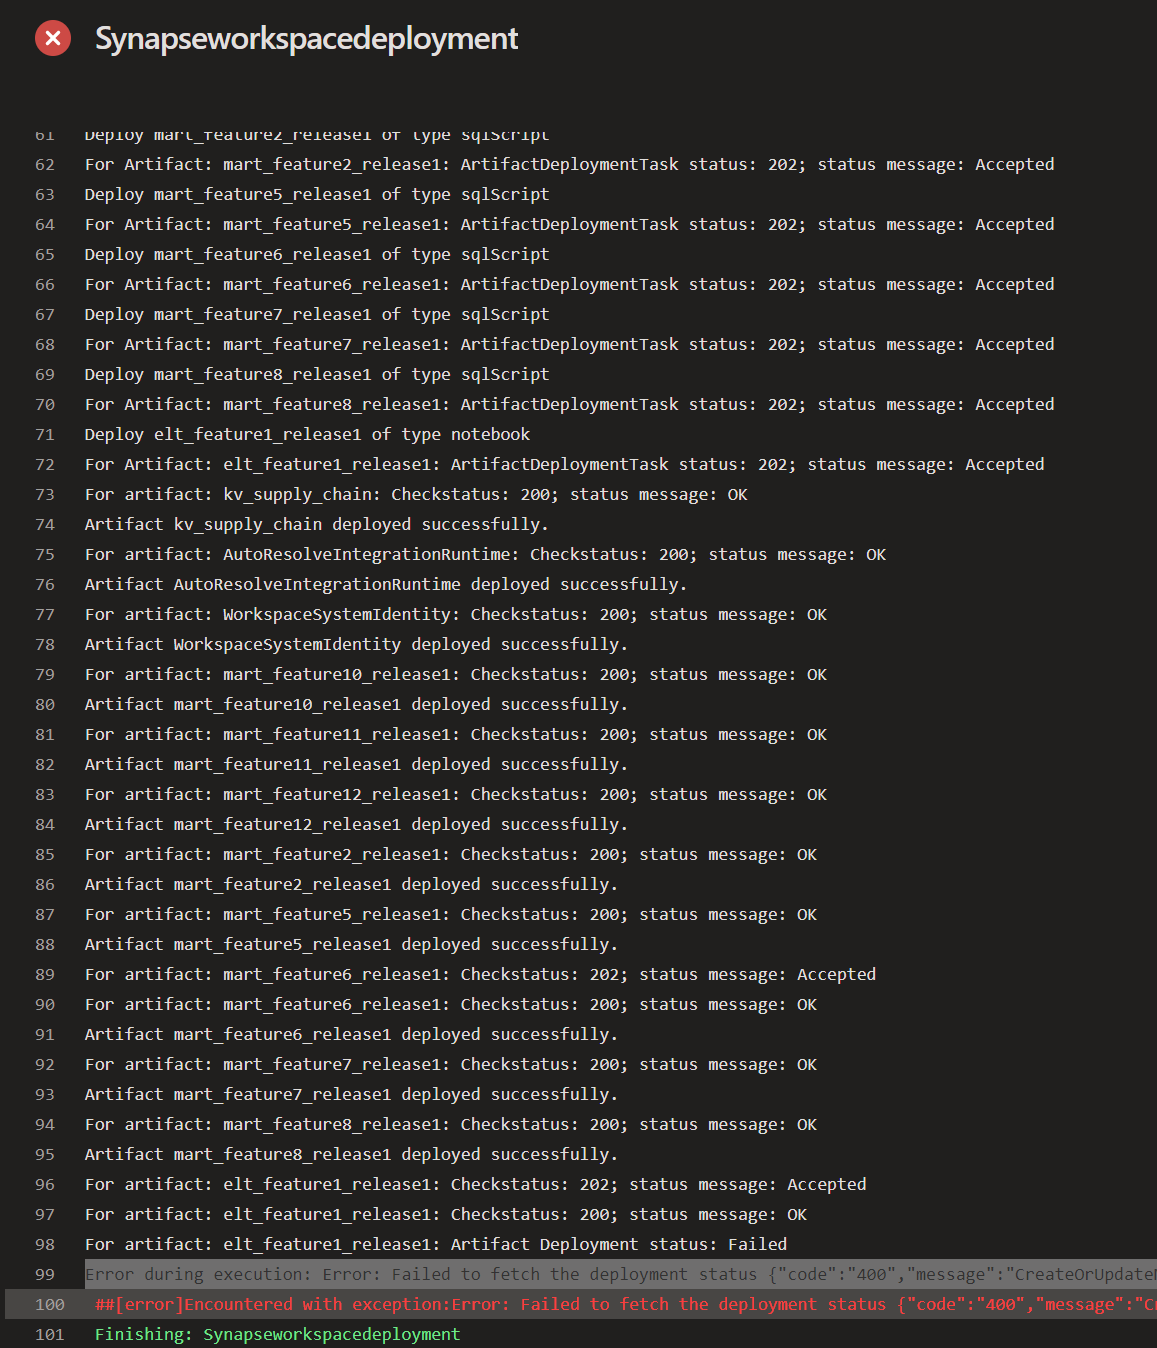 Synapseworkspacedeployment
61 Deploy mart_feature2_release1 of type sqlScript
62 For Artifact: mart_feature2_release1: ArtifactDeploymentTask status: 202; status message: Accepted
63 Deploy mart_feature5_release1 of type sqlScript
64 For Artifact: mart_feature5_release1: ArtifactDeploymentTask status: 202; status message: Accepted
65 Deploy mart_feature6_release1 of type sqlScript
66 For Artifact: mart_feature6_release1: ArtifactDeploymentTask status: 202; status message: Accepted
67 Deploy mart_feature7_release1 of type sqlScript
68 For Artifact: mart_feature7_release1: ArtifactDeploymentTask status: 202; status message: Accepted
69 Deploy mart_feature8_release1 of type sqlScript
70 For Artifact: mart_feature8_release1: ArtifactDeploymentTask status: 202; status message: Accepted
71 Deploy elt_feature1_release1 of type notebook
72 For Artifact: elt_feature1_release1: ArtifactDeploymentTask status: 202; status message: Accepted
73 For artifact: kv_supply_chain: Checkstatus: 200; status message: OK
74 Artifact kv_supply_chain deployed successfully.
75 For artifact: AutoResolveIntegrationRuntime: Checkstatus: 200; status message: OK
76 Artifact AutoResolveIntegrationRuntime deployed successfully.
77 For artifact: WorkspaceSystemIdentity: Checkstatus: 200; status message: OK
78 Artifact WorkspaceSystemIdentity deployed successfully.
79 For artifact: mart_feature10_release1: Checkstatus: 200; status message: OK
80 Artifact mart_feature10_release1 deployed successfully.
81 For artifact: mart_feature11_release1: Checkstatus: 200; status message: OK
82 Artifact mart_feature11_release1 deployed successfully.
83 For artifact: mart_feature12_release1: Checkstatus: 200; status message: OK
84 Artifact mart_feature12_release1 deployed successfully.
85 For artifact: mart_feature2_release1: Checkstatus: 200; status message: OK
86 Artifact mart_feature2_release1 deployed successfully.
87 For artifact: mart_feature5_release1: Checkstatus: 200; status message: OK
88 Artifact mart_feature5_release1 deployed successfully.
89 For artifact: mart_feature6_release1: Checkstatus: 202; status message: Accepted
90 For artifact: mart_feature6_release1: Checkstatus: 200; status message: OK
91 Artifact mart_feature6_release1 deployed successfully.
92 For artifact: mart_feature7_release1: Checkstatus: 200; status message: OK
93 Artifact mart_feature7_release1 deployed successfully.
94 For artifact: mart_feature8_release1: Checkstatus: 200; status message: OK
95 Artifact mart_feature8_release1 deployed successfully.
96 For artifact: elt_feature1_release1: Checkstatus: 202; status message: Accepted
97 For artifact: elt_feature1_release1: Checkstatus: 200; status message: OK
98 For artifact: elt_feature1_release1: Artifact Deployment status: Failed
99 Error during execution: Error: Failed to fetch the deployment status {"code":"400","message":"CreateOrUpdate
100 ##[error]Encountered with exception:Error: Failed to fetch the deployment status {"code":"400","message":"C
101 Finishing: Synapseworkspacedeployment